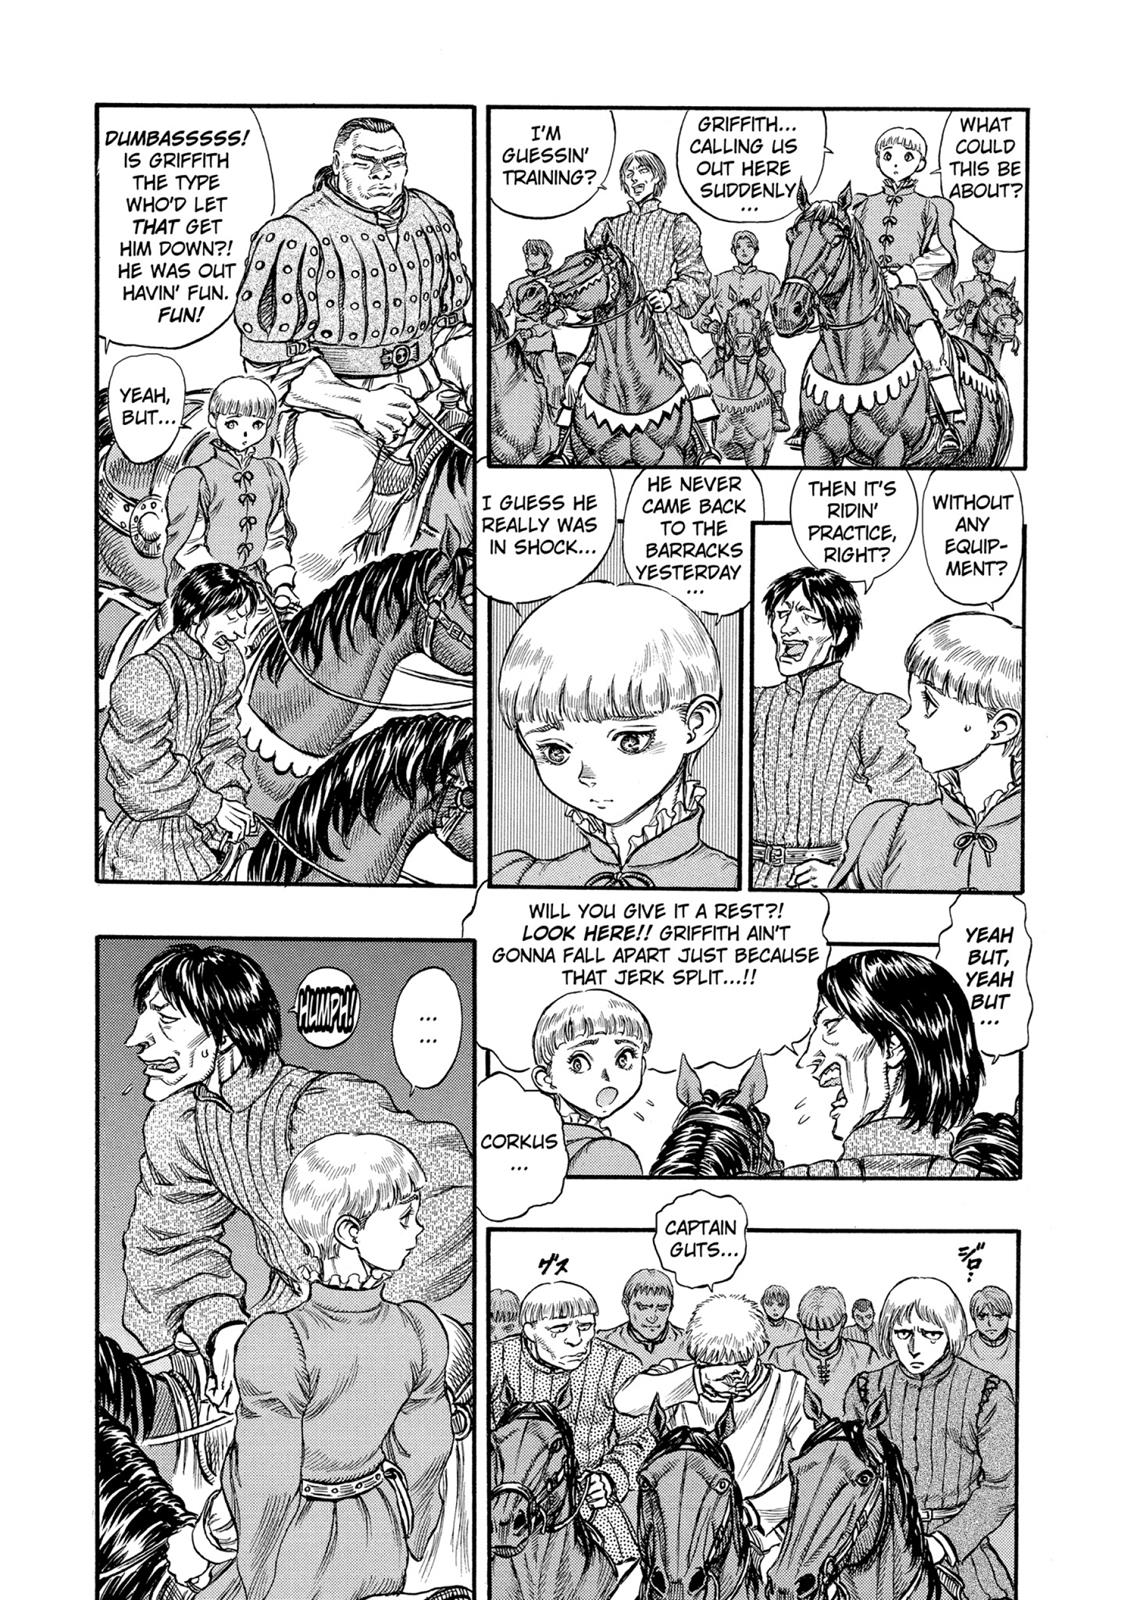 WHAT
COULD
THIS BE
ABOUT?
GRIFFITH...
CALLING US
OUT HERE
SUDDENLY
...
I'M
GUESSIN'
TRAINING?
WITHOUT
ANY
EQUIP-
MENT?
THEN IT'S
RIDIN'
PRACTICE,
RIGHT?
HE NEVER
CAME BACK
TO THE
BARRACKS
YESTERDAY
...
I GUESS HE
REALLY WAS
IN SHOCK...
DUMBASSSSS!
IS GRIFFITH
THE TYPE
WHO'D LET
THAT GET
HIM DOWN?!
HE WAS OUT
HAVIN' FUN.
FUN!
YEAH,
BUT...
YEAH
BUT,
YEAH
BUT
...
WILL YOU GIVE IT A REST?!
LOOK HERE!! GRIFFITH AIN'T
GONNA FALL APART JUST BECAUSE
THAT JERK SPLIT...!!
CORKUS
...
CAPTAIN
GUTS...
ジロ?
グス
...
...
HUMPH!